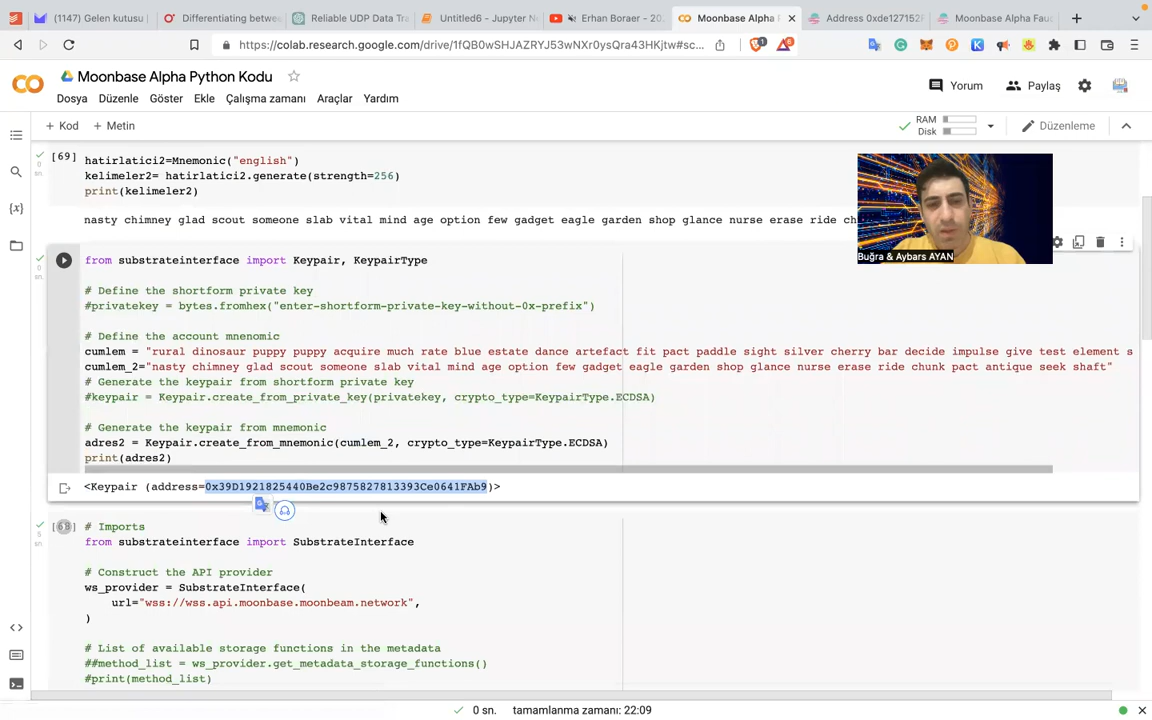 (1147) Gelen kutusu
Differentiating betwe
Reliable UDP Data Tra
Untitled6 - Jupyter N
Erhan Boraer - 202
Moonbase Alpha P
Address 0xde127152F
Moonbase Alpha Fauc
https://colab.research.google.com/drive/1fQB0wSHJAZRYJ53wNXr0ysQra43HKjtw#sc...
Moonbase Alpha Python Kodu
Dosya Düzenle Göster Ekle Çalışma zamanı Araçlar Yardım
Yorum Paylaş
+ Kod + Metin
RAM
Disk
Düzenleme
[69] hatirlatici2=Mnemonic("english")
kelimeler2= hatirlatici2.generate(strength=256)
print(kelimeler2)
0
sn.
nasty chimney glad scout someone slab vital mind age option few gadget eagle garden shop glance nurse erase ride ch
Buğra & Aybars AYAN
0
sn.
from substrateinterface import Keypair, KeypairType
# Define the shortform private key
#privatekey = bytes.fromhex("enter-shortform-private-key-without-0x-prefix")
# Define the account mnenomic
cumlem = "rural dinosaur puppy puppy acquire much rate blue estate dance artefact fit pact paddle sight silver cherry bar decide impulse give test element s
cumlem_2="nasty chimney glad scout someone slab vital mind age option few gadget eagle garden shop glance nurse erase ride chunk pact antique seek shaft"
# Generate the keypair from shortform private key
#keypair = Keypair.create_from_private_key(privatekey, crypto_type=KeypairType.ECDSA)
# Generate the keypair from mnemonic
adres2 = Keypair.create_from_mnemonic(cumlem_2, crypto_type=KeypairType.ECDSA)
print(adres2)
<Keypair (address=0x39D1921825440Be2c9875827813393Ce0641FAb9)>
[68] # Imports
5
sn.
from substrateinterface import SubstrateInterface
# Construct the API provider
ws_provider = SubstrateInterface(
url="wss://wss.api.moonbase.moonbeam.network",
)
# List of available storage functions in the metadata
##method_list = ws_provider.get_metadata_storage_functions()
#print(method_list)
0 sn. tamamlanma zamanı: 22:09